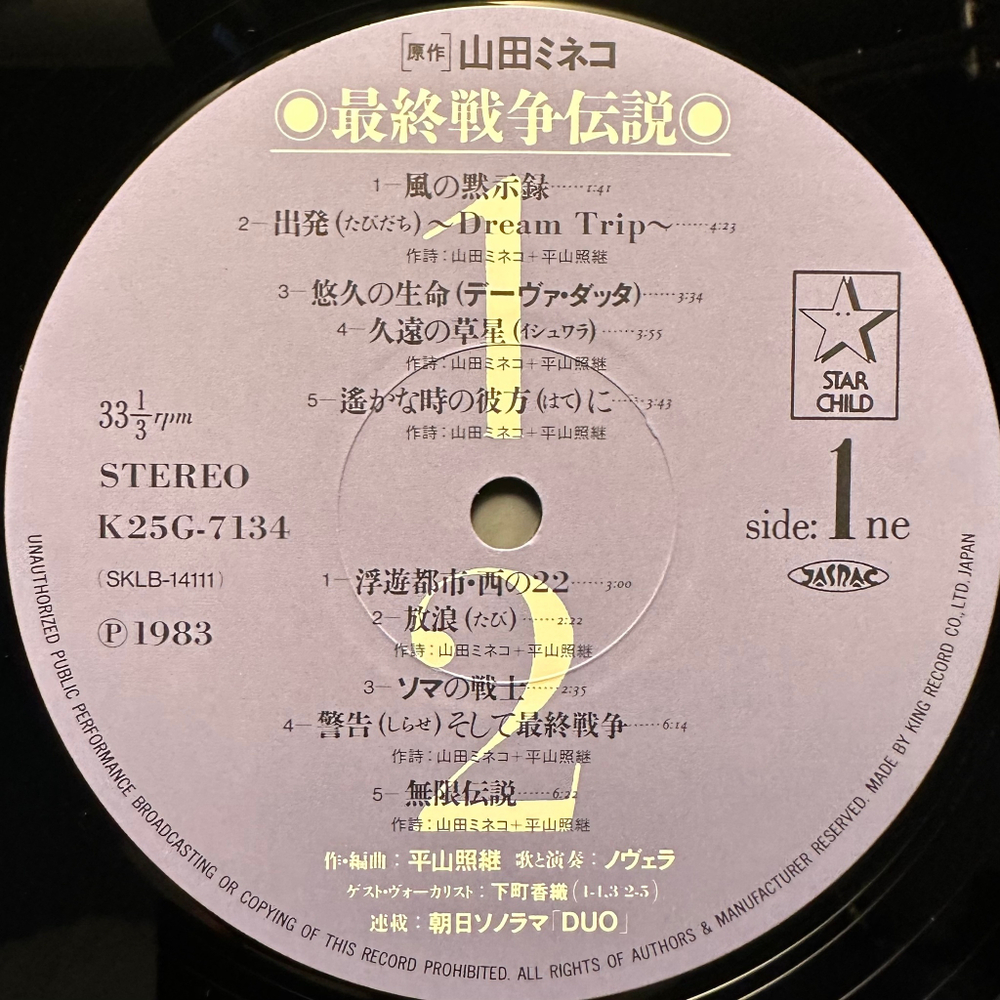 [原作]山田ミネコ
◉最終戦争伝説◉
1—風の黙示録……1:41
2—出発(たびだち)〜Dream Trip〜……4:23
作詩：山田ミネコ+平山照継
3—悠久の生命(デーヴァ・ダッタ)……3:34
4—久遠の草星(イシュワラ)……3:55
作詩：山田ミネコ+平山照継
5—遙かな時の彼方(はて)に……3:43
作詩：山田ミネコ+平山照継
1
STAR
CHILD
33 1/3 rpm
STEREO
K25G-7134
(SKLB-14111)
Ⓟ1983
side: 1ne
JASRAC
1—浮遊都市・西の22……3:00
2—放浪(たび)……2:22
作詩：山田ミネコ+平山照継
3—ソマの戦士……2:35
4—警告(しらせ)そして最終戦争……6:14
作詩：山田ミネコ+平山照継
5—無限伝説……6:22
作詩：山田ミネコ+平山照継
2
作・編曲：平山照継 歌と演奏：ノヴェラ
ゲスト・ヴォーカリスト：下町香織(1-1.3 2-5)
連載：朝日ソノラマ「DUO」
UNAUTHORIZED PUBLIC PERFORMANCE BROADCASTING OR COPYING OF THIS RECORD PROHIBITED. ALL RIGHTS OF AUTHORS & MANUFACTURER RESERVED. MADE BY KING RECORD CO., LTD. JAPAN